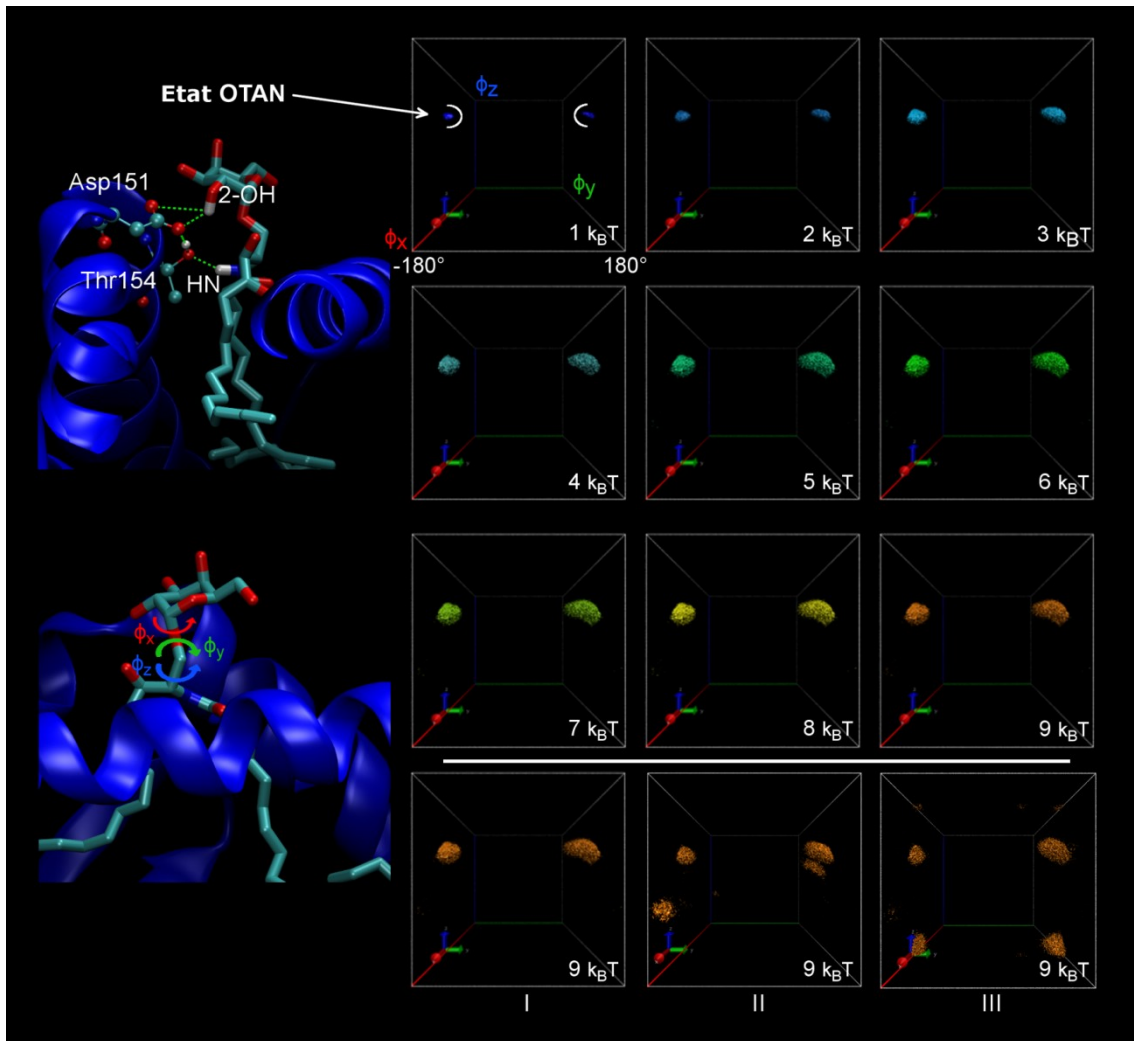 Etat OTAN
ϕz
ϕy
ϕx
-180°
180°
1 kBT
2 kBT
3 kBT
Asp151
2-OH
Thr154
HN
4 kBT
5 kBT
6 kBT
ϕx
ϕy
ϕz
7 kBT
8 kBT
9 kBT
9 kBT
9 kBT
9 kBT
I
II
III